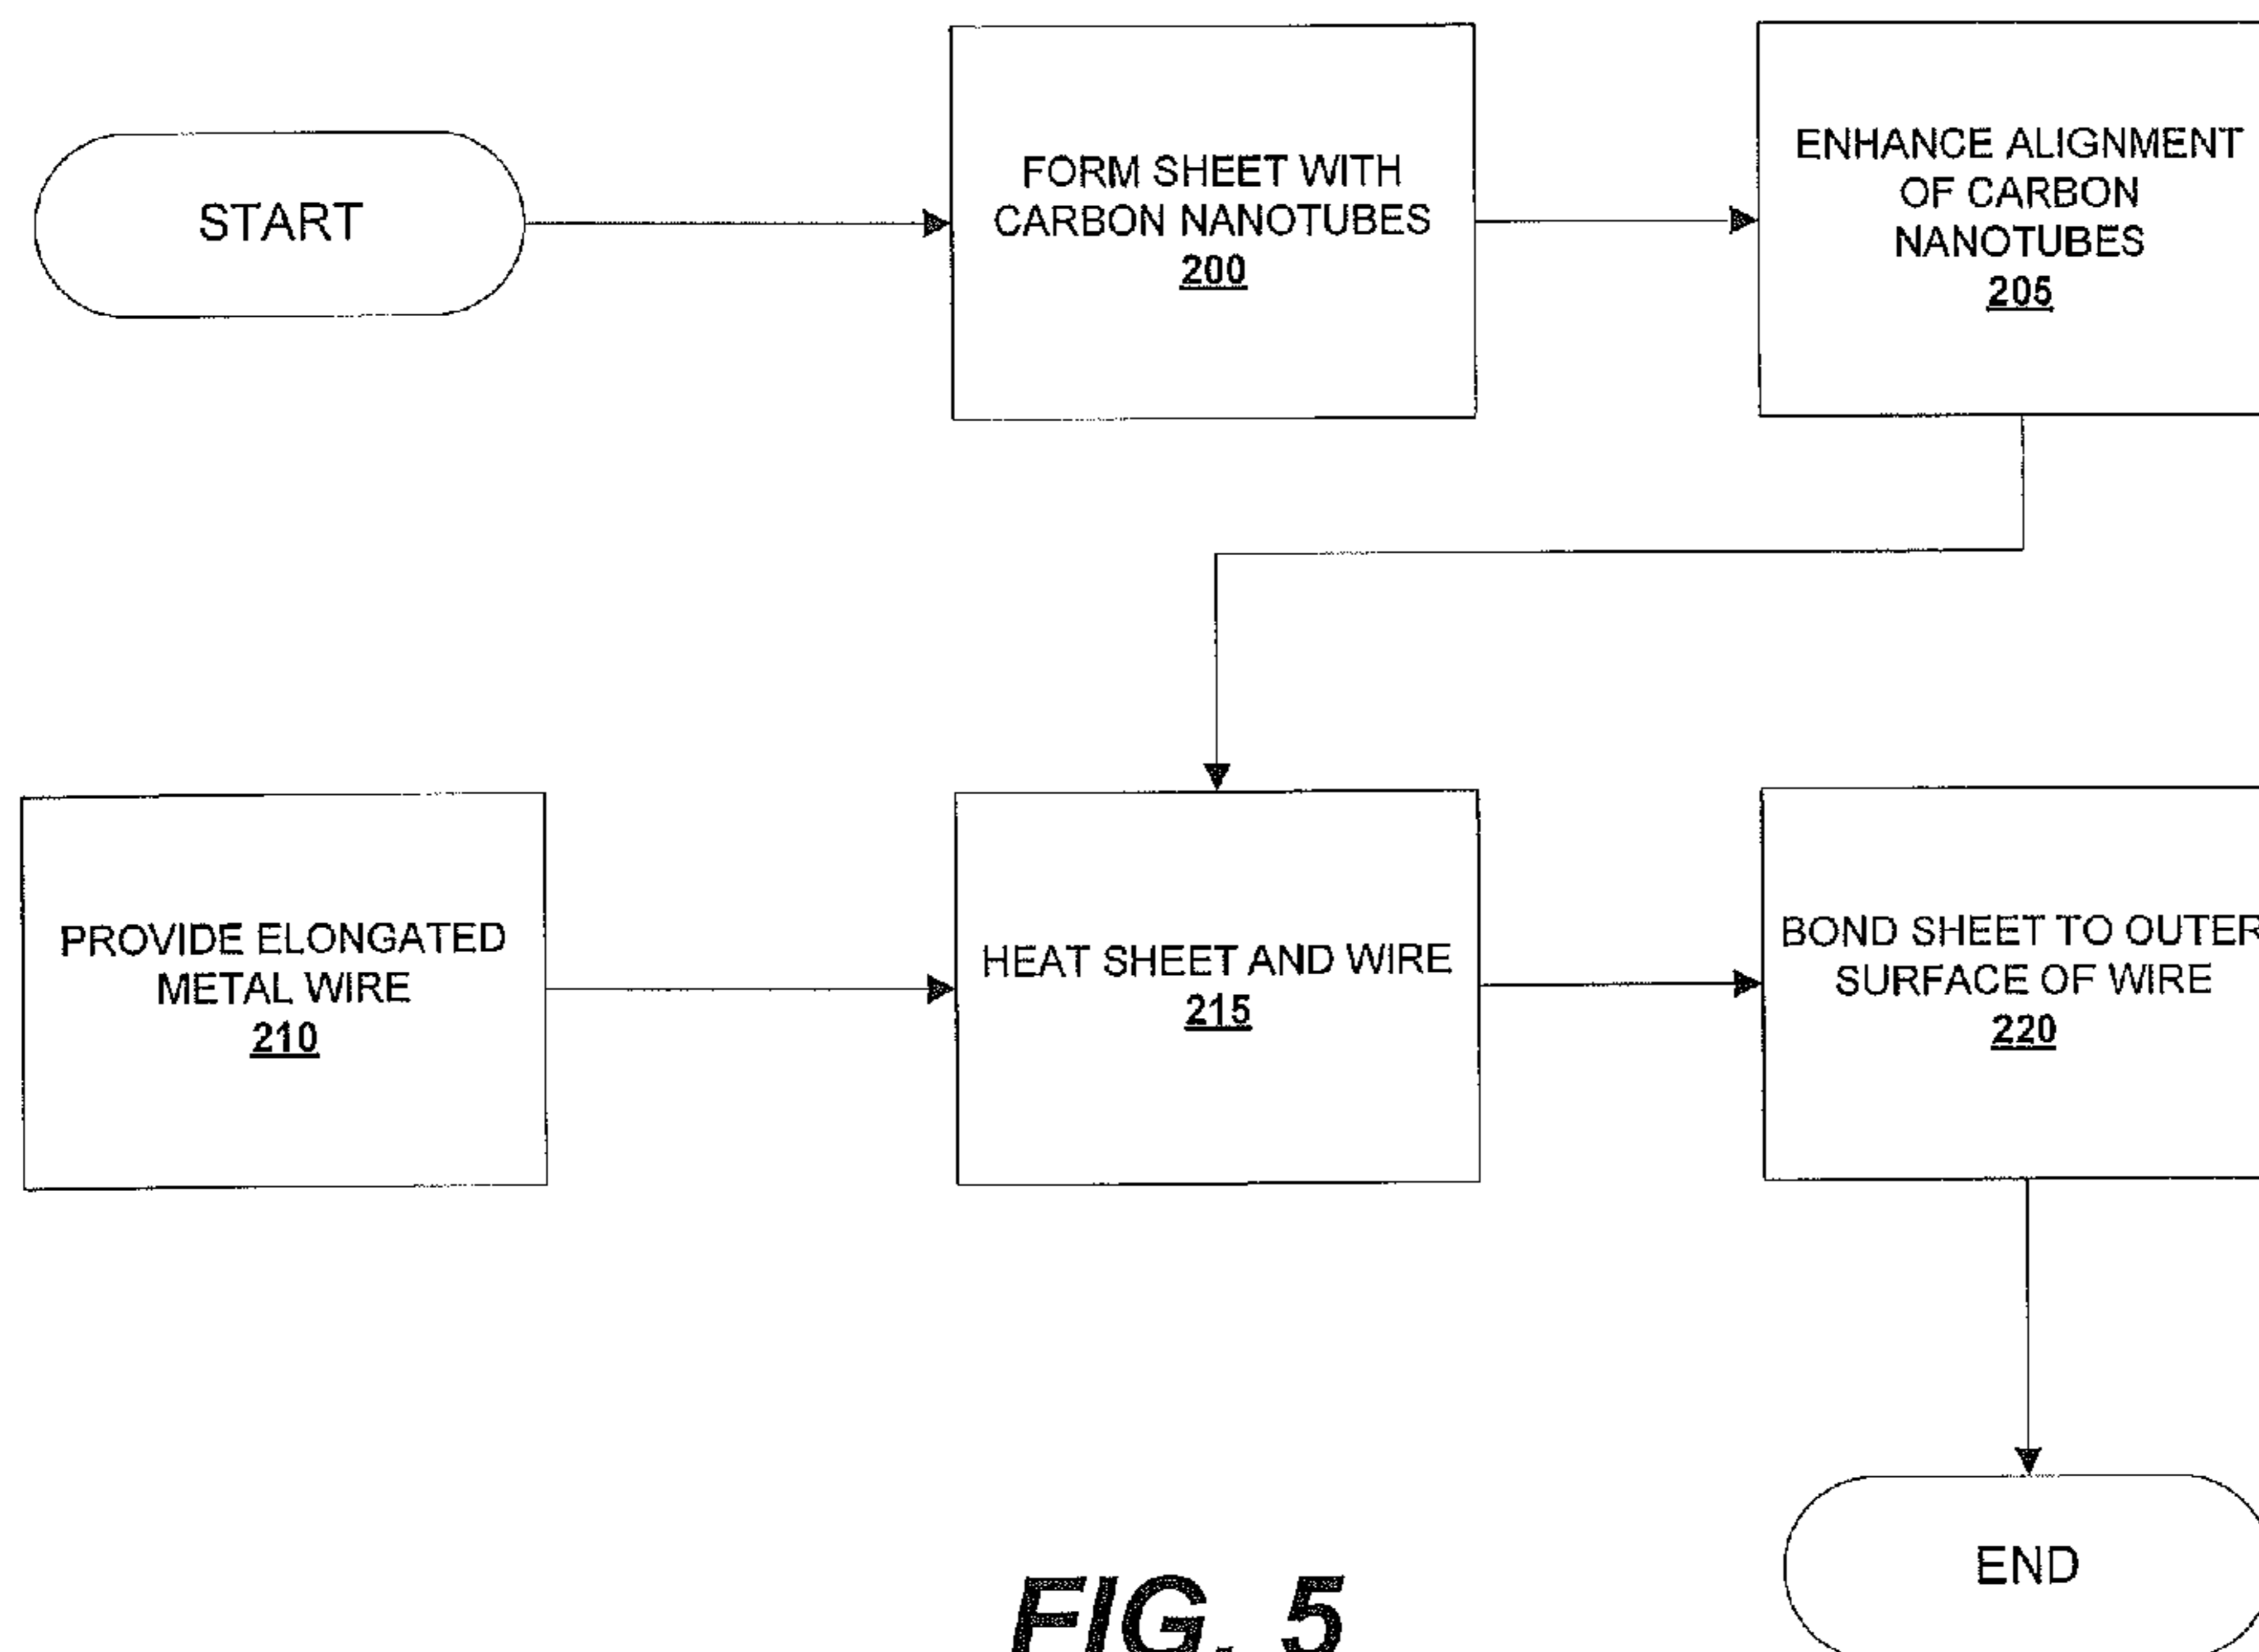 START
FORM SHEET WITH
CARBON NANOTUBES
200
ENHANCE ALIGNMENT
OF CARBON
NANOTUBES
205
PROVIDE ELONGATED
METAL WIRE
210
HEAT SHEET AND WIRE
215
BOND SHEET TO OUTER
SURFACE OF WIRE
220
END
FIG. 5